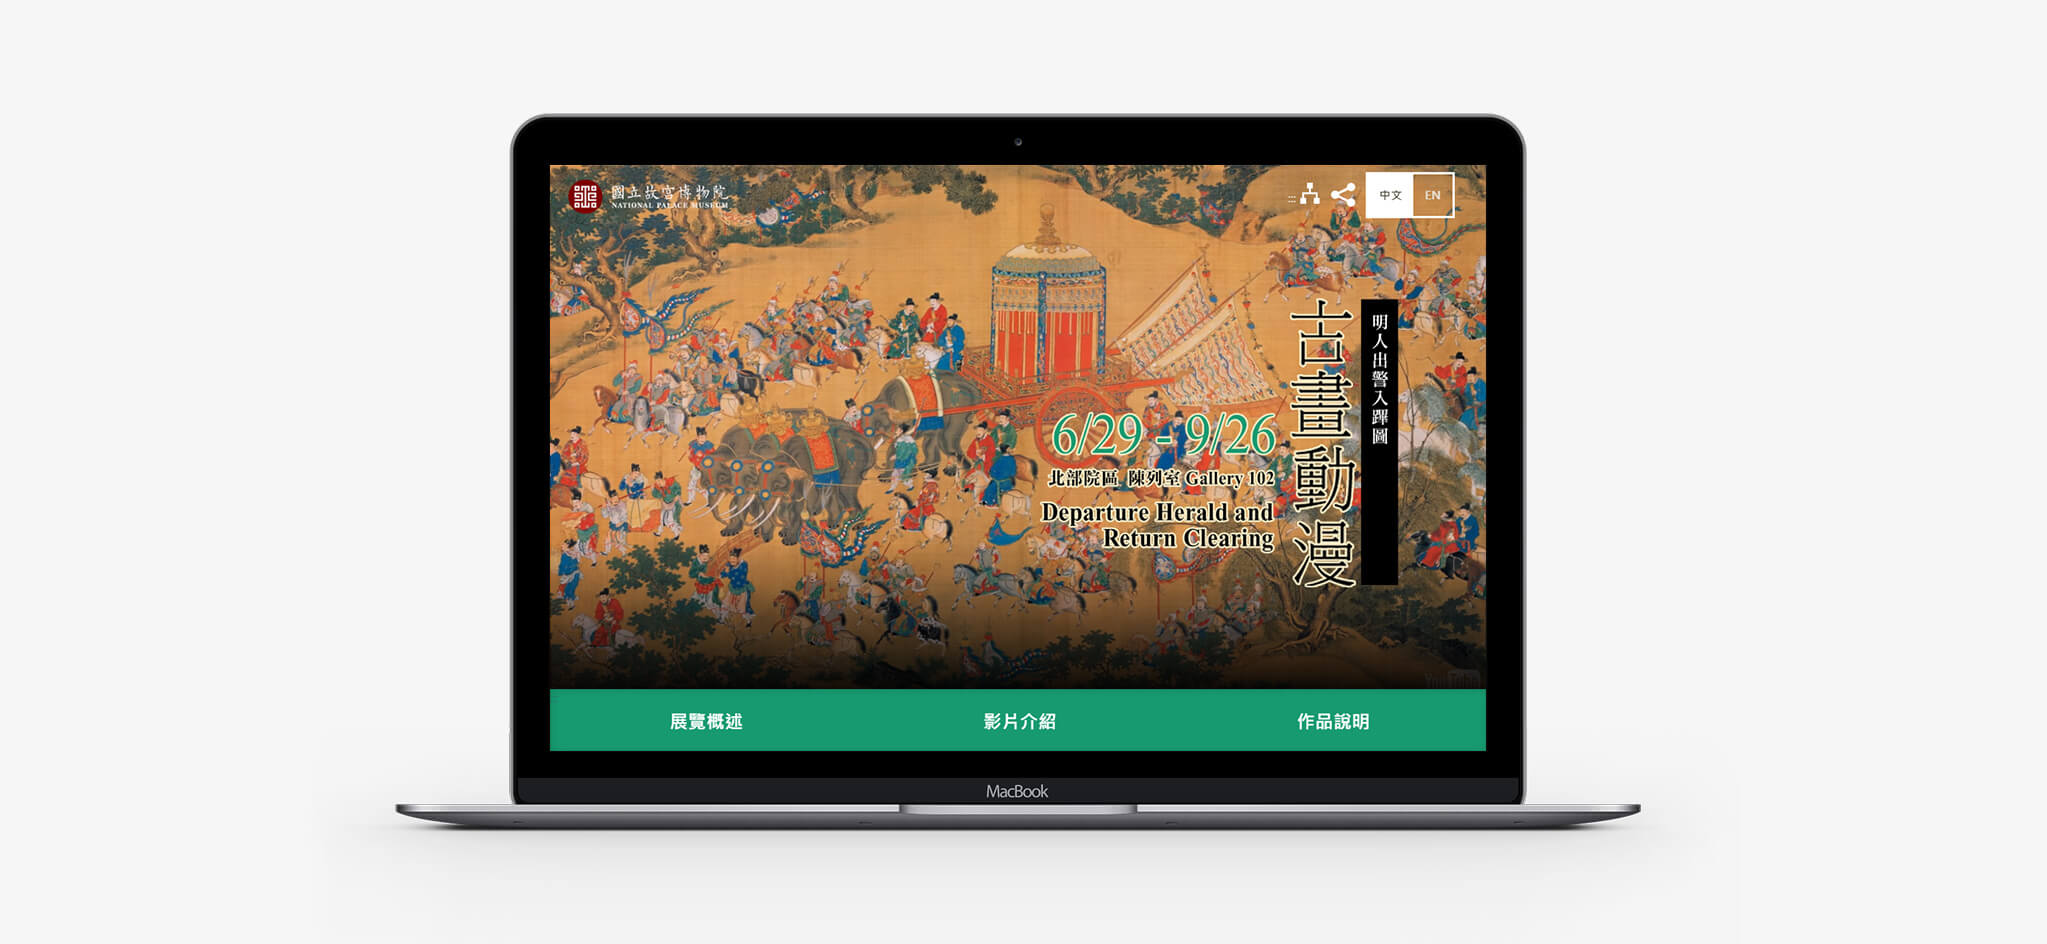 國立故宮博物院
NATIONAL PALACE MUSEUM
中文
EN
明人出警入蹕圖
古畫動漫
6/29 - 9/26
北部院區 陳列室 Gallery 102
Departure Herald and
Return Clearing
YouTube
展覽概述
影片介紹
作品說明
MacBook